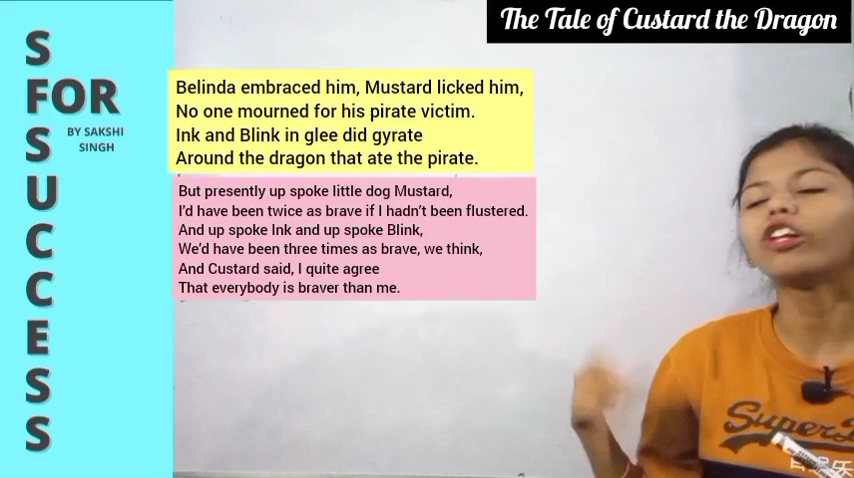 The Tale of Custard the Dragon
S FOR SUCCESS
BY SAKSHI
SINGH
Belinda embraced him, Mustard licked him,
No one mourned for his pirate victim.
Ink and Blink in glee did gyrate
Around the dragon that ate the pirate.
But presently up spoke little dog Mustard,
I'd have been twice as brave if I hadn't been flustered.
And up spoke Ink and up spoke Blink,
We'd have been three times as brave, we think,
And Custard said, I quite agree
That everybody is braver than me.